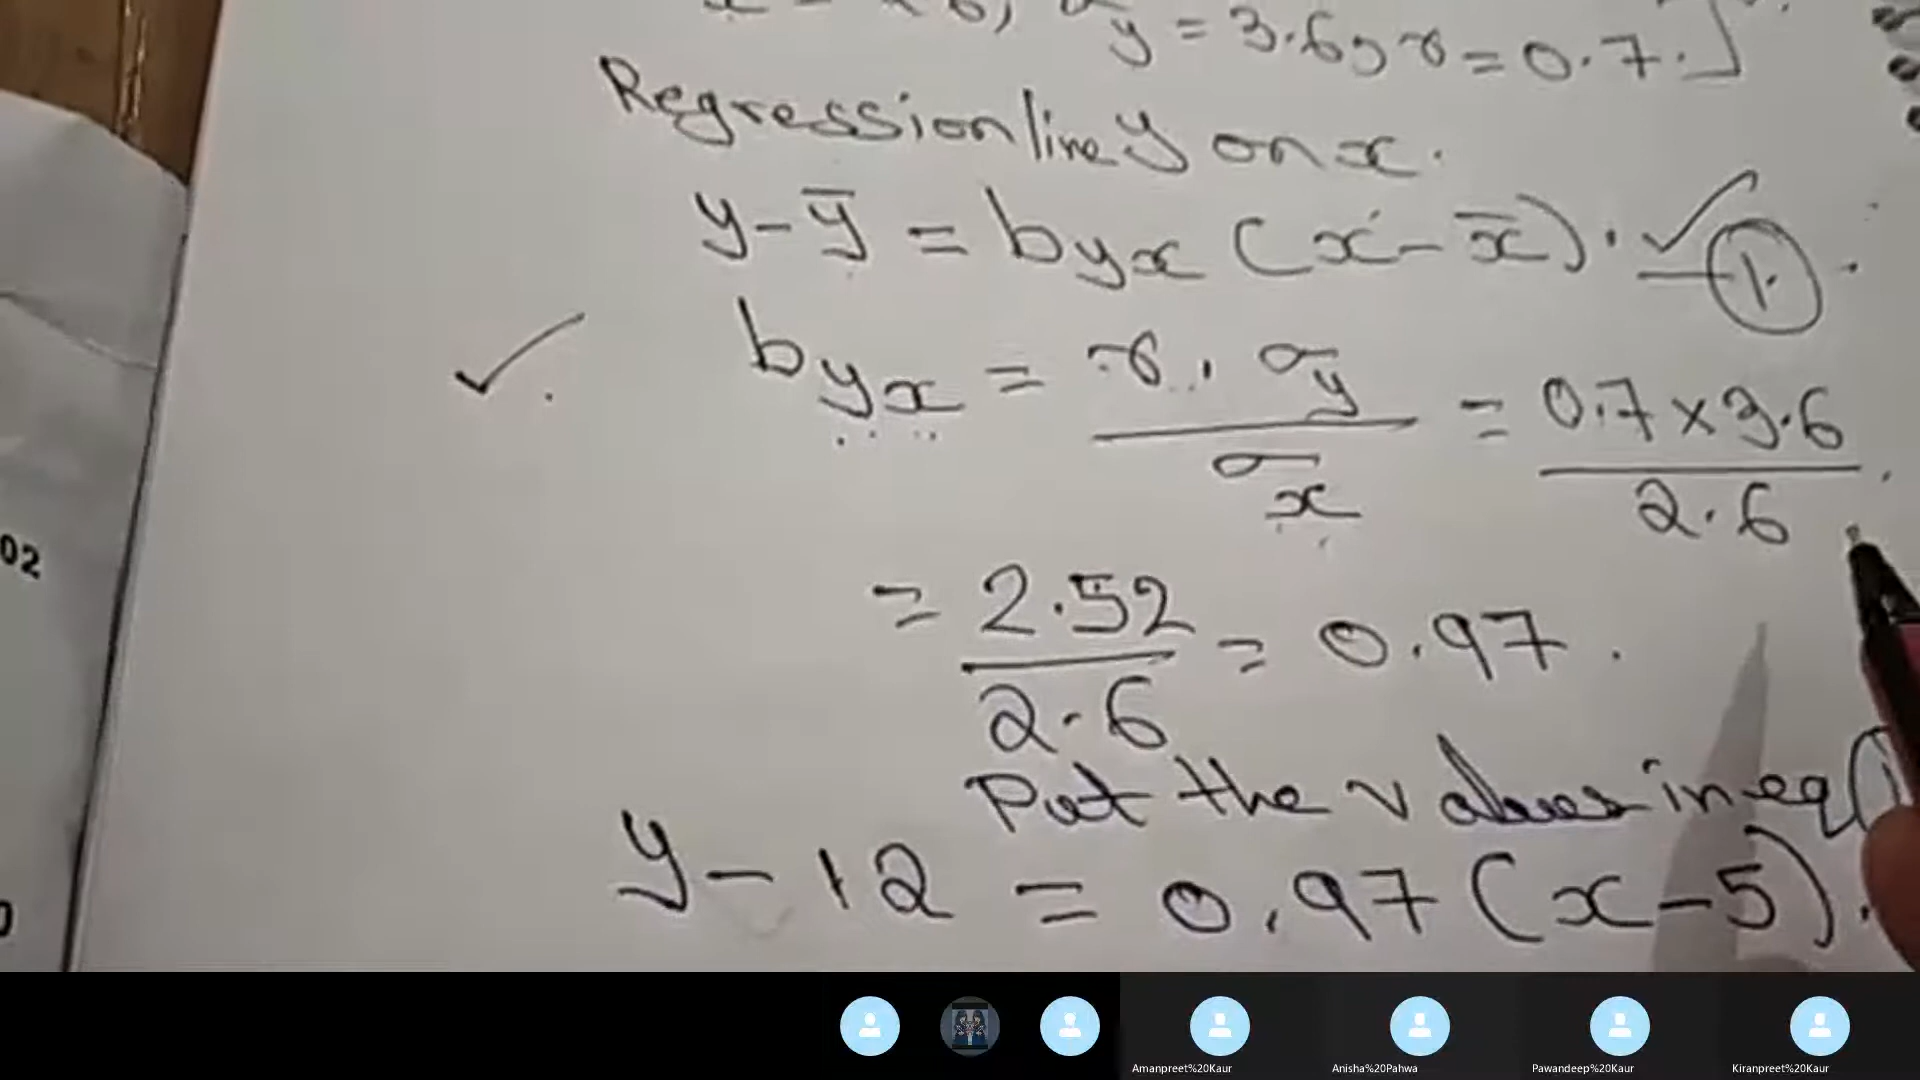 y = 3.6, r = 0.7.]
Regression line y on x.
y - ȳ = byx (x - x̄). ✓ — (1).
✓ byx = r . σy / σx = 0.7 × 3.6 / 2.6
= 2.52 / 2.6 = 0.97.
Put the values in eq (
y - 12 = 0.97 (x - 5).
02
Amanpreet%20Kaur
Anisha%20Pahwa
Pawandeep%20Kaur
Kiranpreet%20Kaur